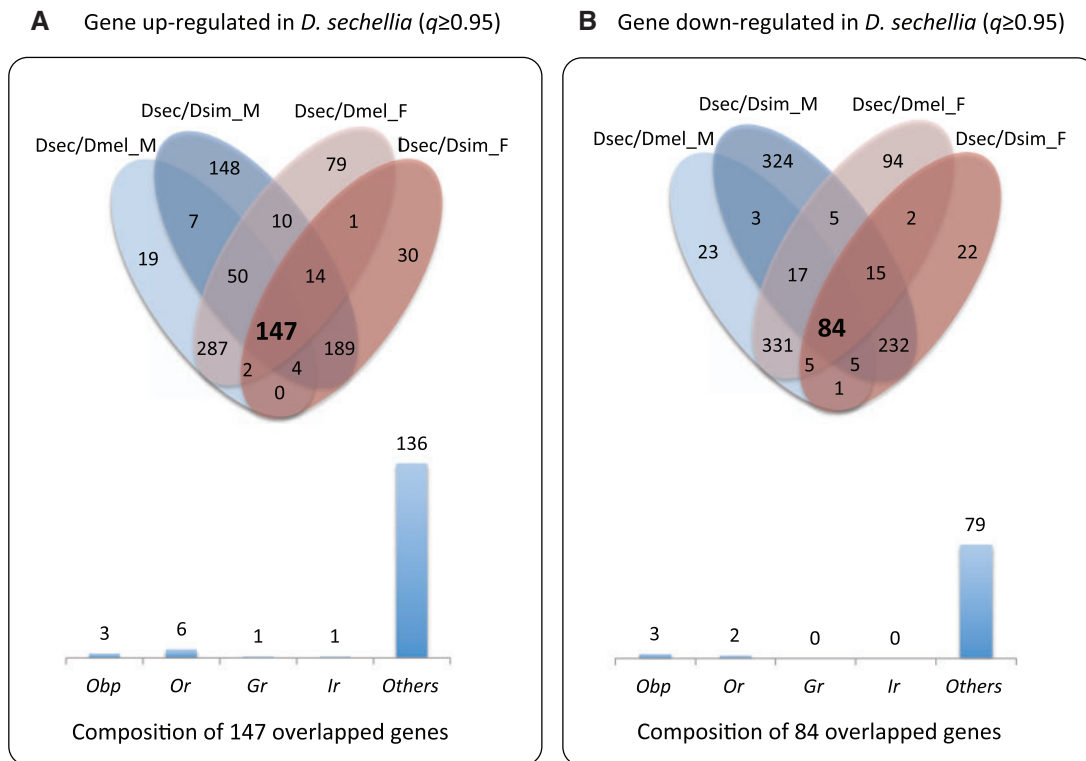 A Gene up-regulated in D. sechellia (q≥0.95)
Dsec/Dsim_M Dsec/Dmel_F
Dsec/Dmel_M Dsec/Dsim_F
148 79
7 10 1
19 30
50 14
147
287 189
2 4
0
136
3 6 1 1
Obp Or Gr Ir Others
Composition of 147 overlapped genes
B Gene down-regulated in D. sechellia (q≥0.95)
Dsec/Dsim_M Dsec/Dmel_F
Dsec/Dmel_M Dsec/Dsim_F
324 94
3 5 2
23 22
17 15
84
331 232
5 5
1
79
3 2 0 0
Obp Or Gr Ir Others
Composition of 84 overlapped genes